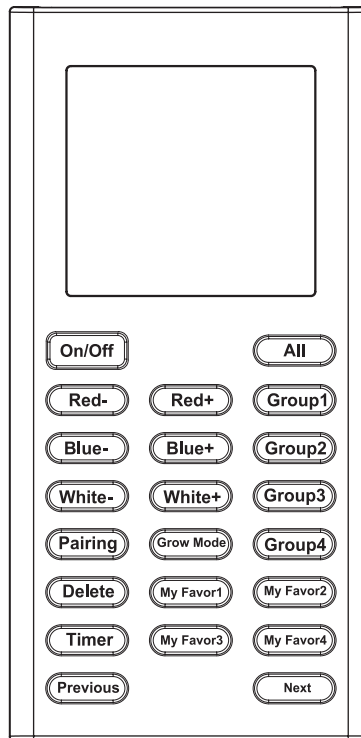 On/Off All
Red- Red+ Group1
Blue- Blue+ Group2
White- White+ Group3
Pairing Grow Mode Group4
Delete My Favor1 My Favor2
Timer My Favor3 My Favor4
Previous Next